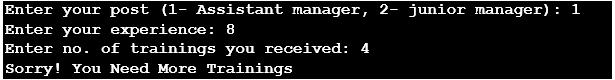 Enter your post (1- Assistant manager, 2- junior manager): 1
Enter your experience: 8
Enter no. of trainings you received: 4
Sorry! You Need More Trainings